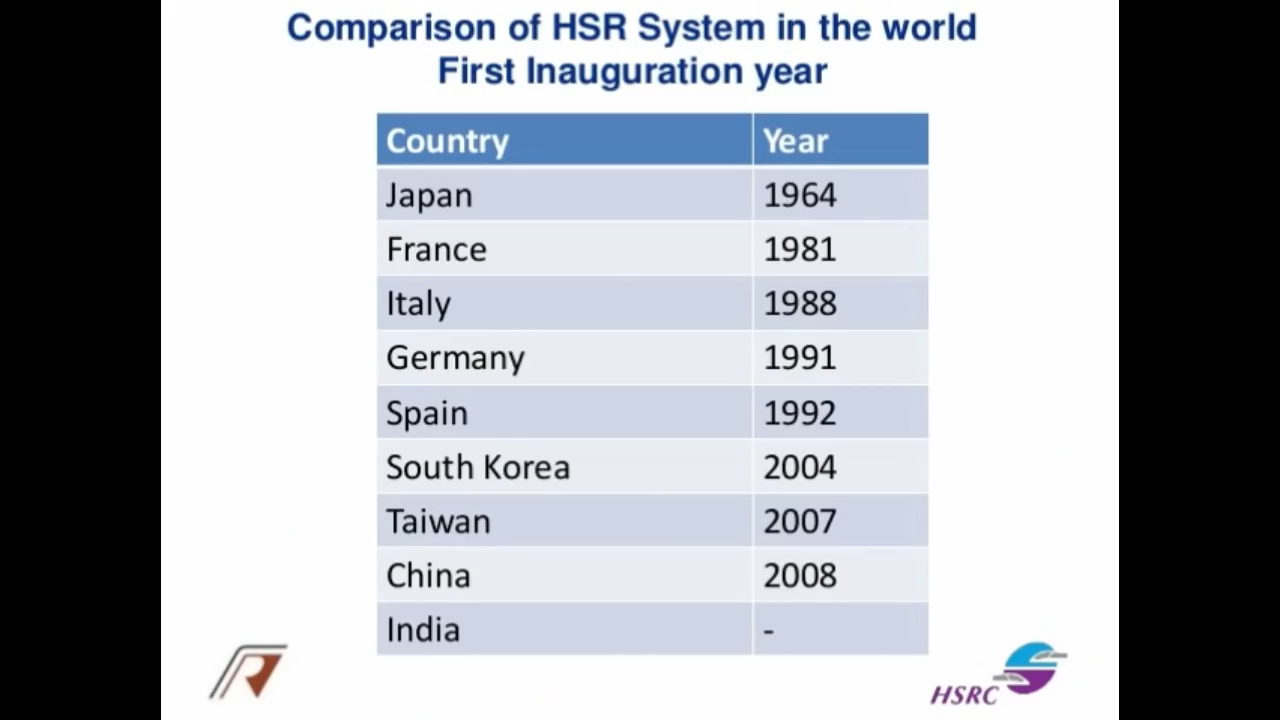 Comparison of HSR System in the world
First Inauguration year
Country Year
Japan 1964
France 1981
Italy 1988
Germany 1991
Spain 1992
South Korea 2004
Taiwan 2007
China 2008
India -
HSRC